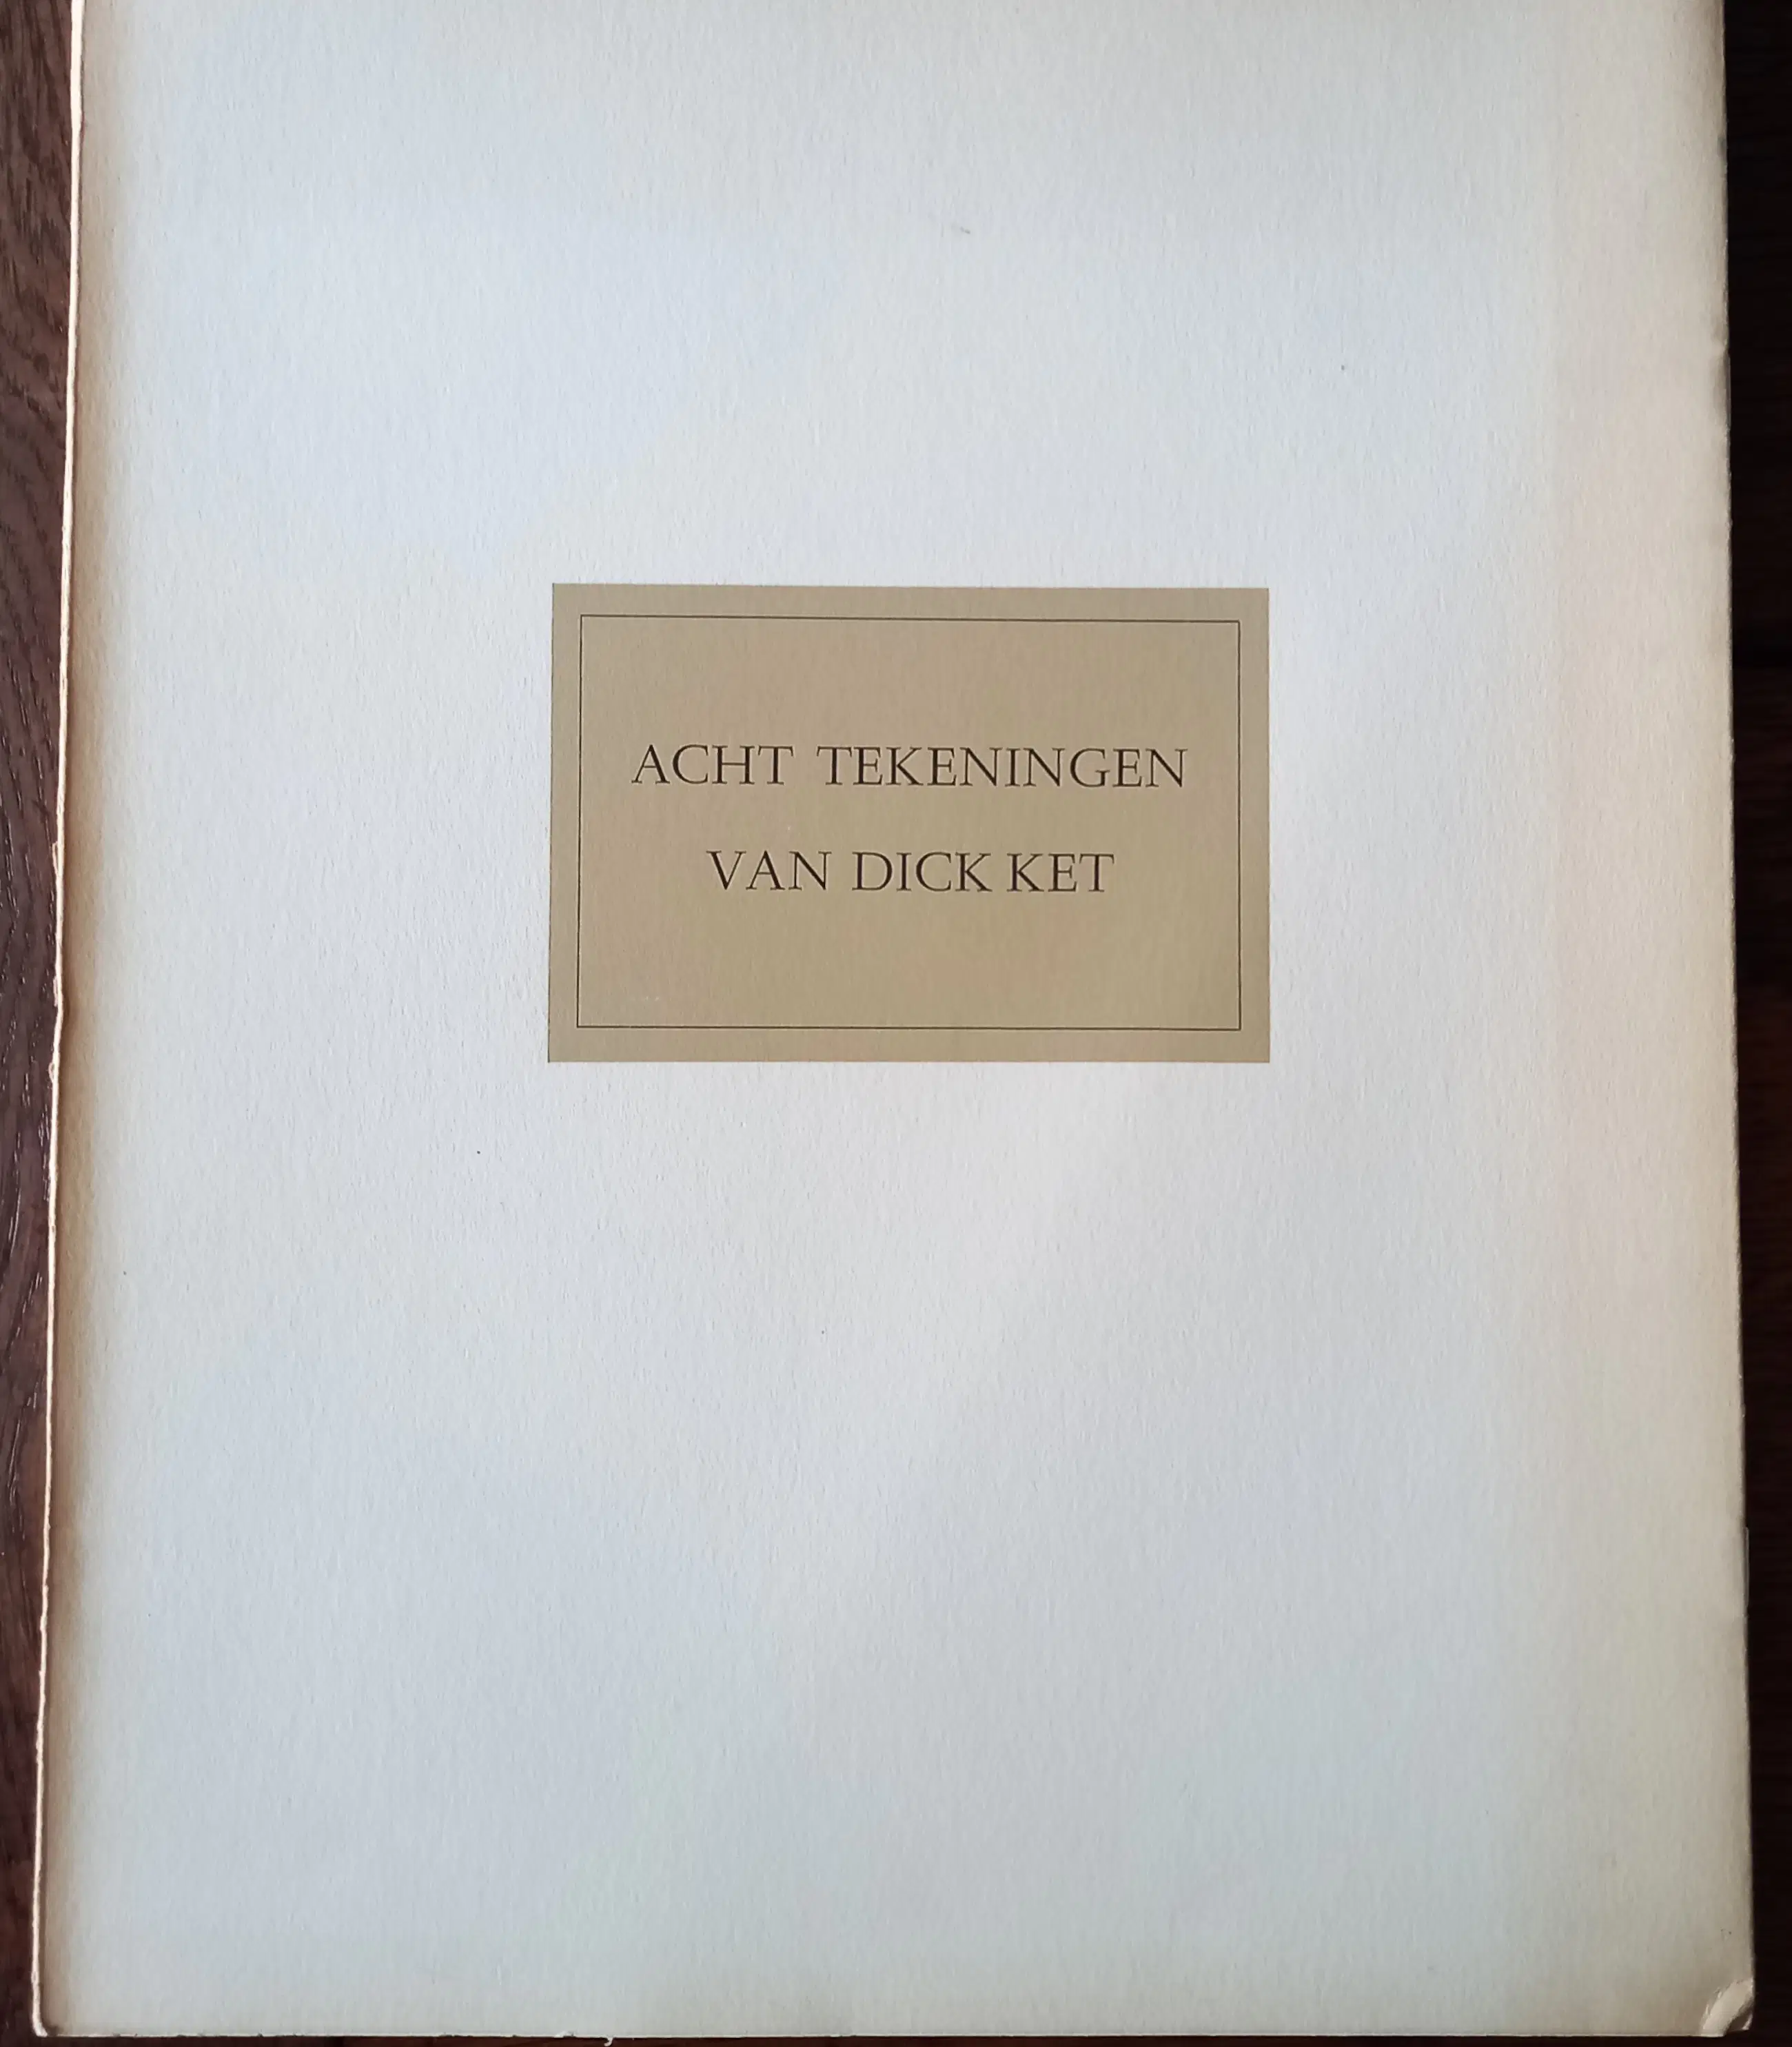 ACHT TEKENINGEN
VAN DICK KET